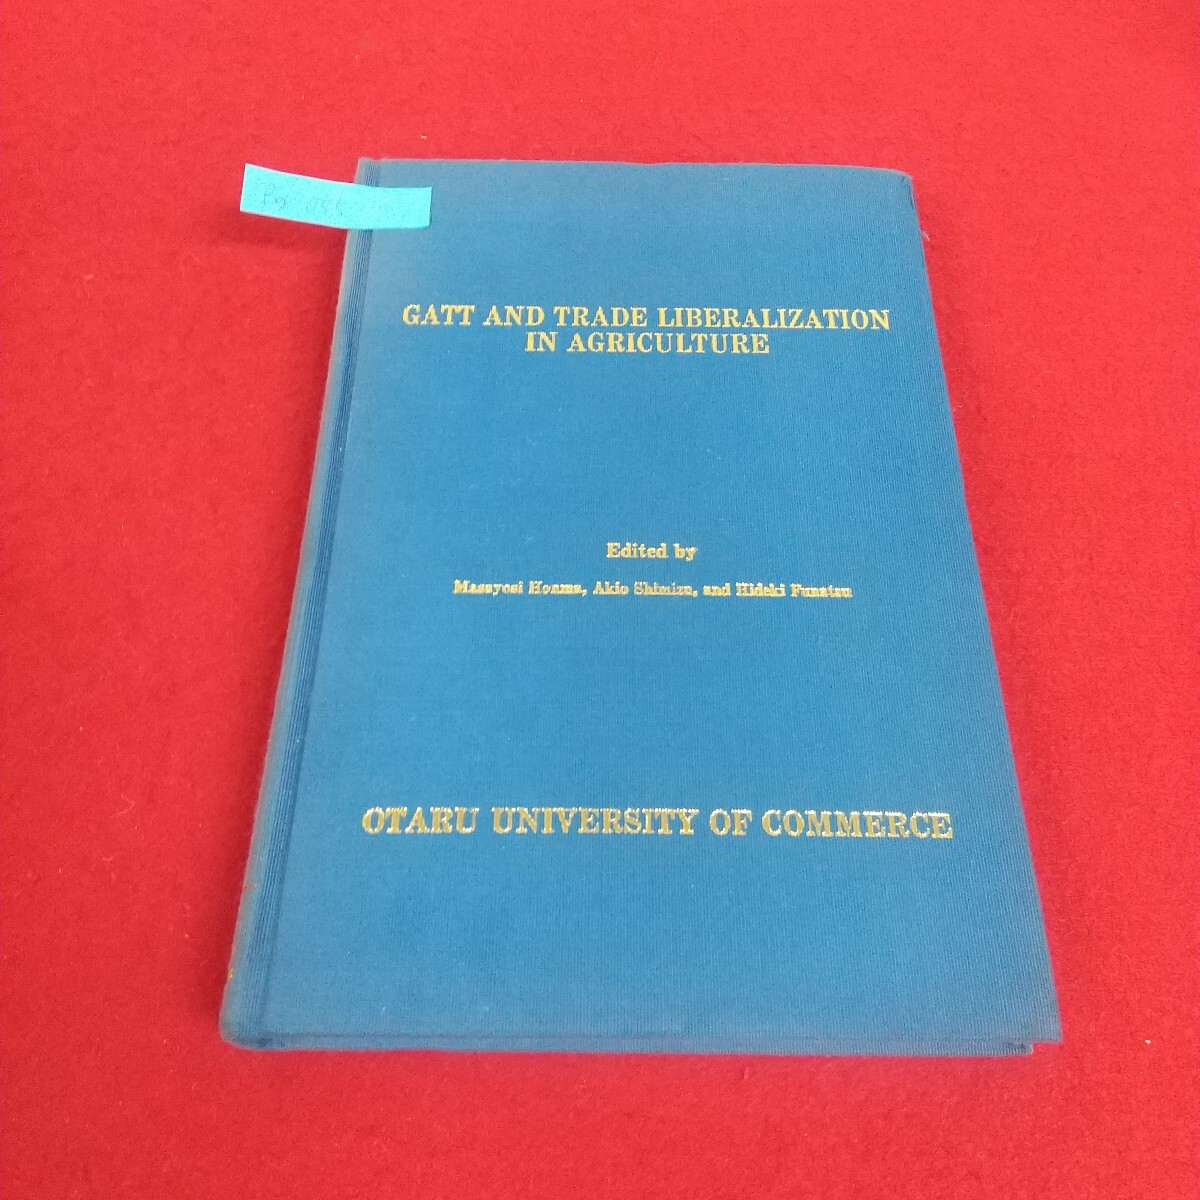 GATT AND TRADE LIBERALIZATION
IN AGRICULTURE
Edited by
Masayosi Honma, Akio Shimizu, and Hideki Funatsu
OTARU UNIVERSITY OF COMMERCE